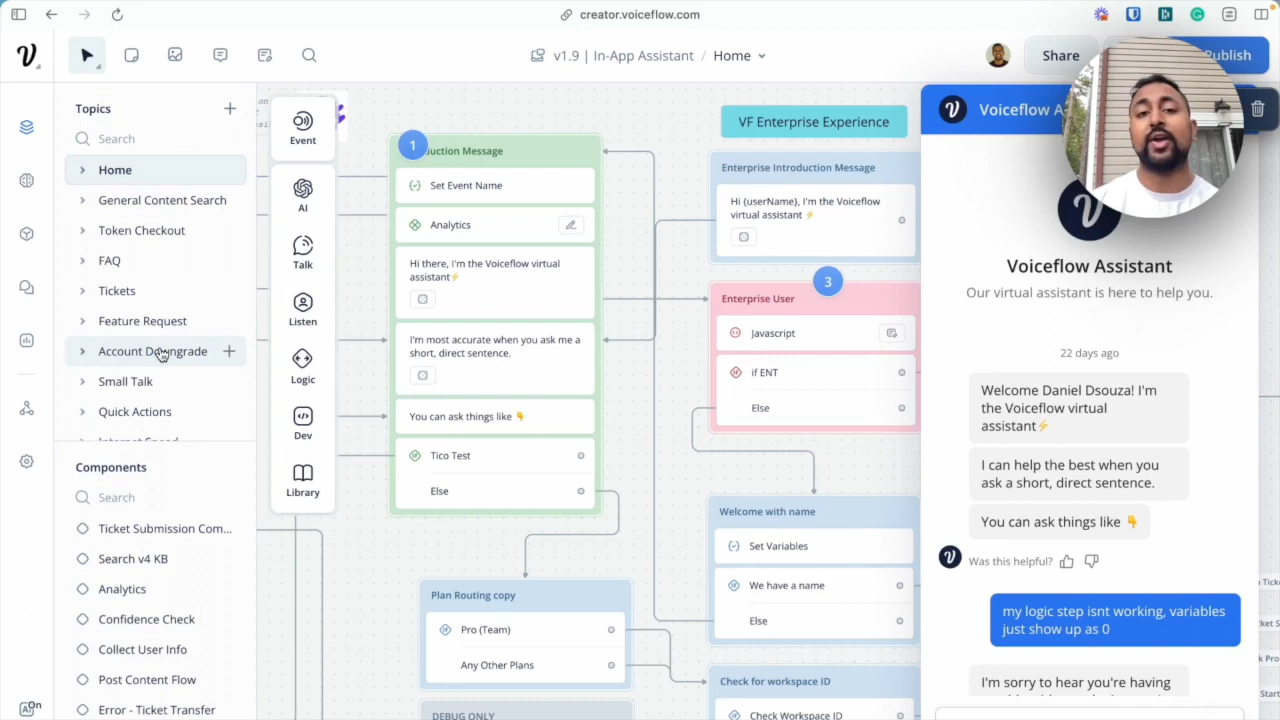 creator.voiceflow.com
v1.9 | In-App Assistant / Home
Share
Publish
Topics
Search
Home
General Content Search
Token Checkout
FAQ
Tickets
Feature Request
Account Downgrade
Small Talk
Quick Actions
Components
Search
Ticket Submission Com...
Search v4 KB
Analytics
Confidence Check
Collect User Info
Post Content Flow
Error - Ticket Transfer
On
Event
AI
Talk
Listen
Logic
Dev
Library
on
1
uction Message
Set Event Name
Analytics
Hi there, I'm the Voiceflow virtual
assistant⚡
I'm most accurate when you ask me a
short, direct sentence.
You can ask things like 👇
Tico Test
Else
Plan Routing copy
Pro (Team)
Any Other Plans
DEBUG ONLY
VF Enterprise Experience
Enterprise Introduction Message
Hi {userName}, I'm the Voiceflow
virtual assistant ⚡
3
Enterprise User
Javascript
if ENT
Else
Welcome with name
Set Variables
We have a name
Else
Check for workspace ID
Check Workspace ID
Voiceflow A
Voiceflow Assistant
Our virtual assistant is here to help you.
22 days ago
Welcome Daniel Dsouza! I'm
the Voiceflow virtual
assistant⚡
I can help the best when you
ask a short, direct sentence.
You can ask things like 👇
Was this helpful?
my logic step isnt working, variables
just show up as 0
I'm sorry to hear you're having